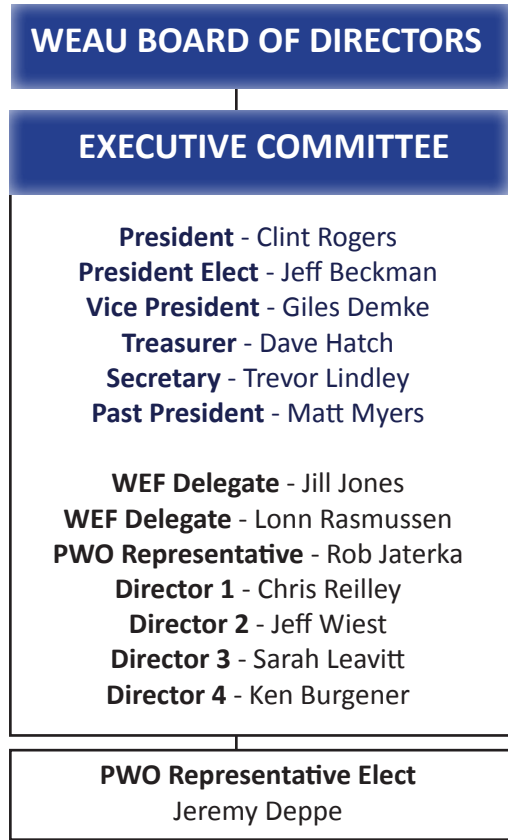 WEAU BOARD OF DIRECTORS
EXECUTIVE COMMITTEE
President - Clint Rogers
President Elect - Jeff Beckman
Vice President - Giles Demke
Treasurer - Dave Hatch
Secretary - Trevor Lindley
Past President - Matt Myers
WEF Delegate - Jill Jones
WEF Delegate - Lonn Rasmussen
PWO Representative - Rob Jaterka
Director 1 - Chris Reilley
Director 2 - Jeff Wiest
Director 3 - Sarah Leavitt
Director 4 - Ken Burgener
PWO Representative Elect
Jeremy Deppe